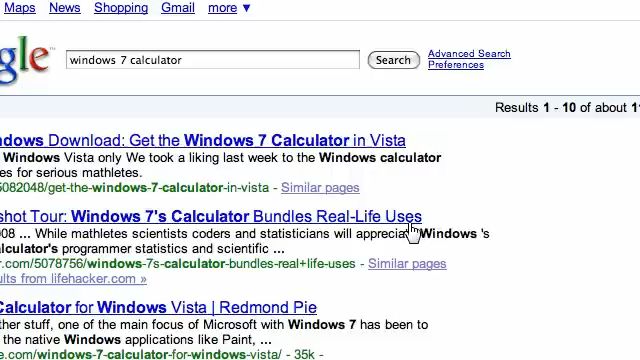 Maps News Shopping Gmail more ▼
gle
windows 7 calculator Search Advanced Search
Preferences
Results 1 - 10 of about
ndows Download: Get the Windows 7 Calculator in Vista
Windows Vista only We took a liking last week to the Windows calculator
es for serious mathletes.
5082048/get-the-windows-7-calculator-in-vista - Similar pages
shot Tour: Windows 7's Calculator Bundles Real-Life Uses
008 ... While mathletes scientists coders and statisticians will apprecia Windows 's
alculator's programmer statistics and scientific ...
r.com/5078756/windows-7s-calculator-bundles-real+life-uses - Similar pages
ults from lifehacker.com »
Calculator for Windows Vista | Redmond Pie
ther stuff, one of the main focus of Microsoft with Windows 7 has been to
the native Windows applications like Paint, ...
e.com/windows-7-calculator-for-windows-vista/ - 35k -